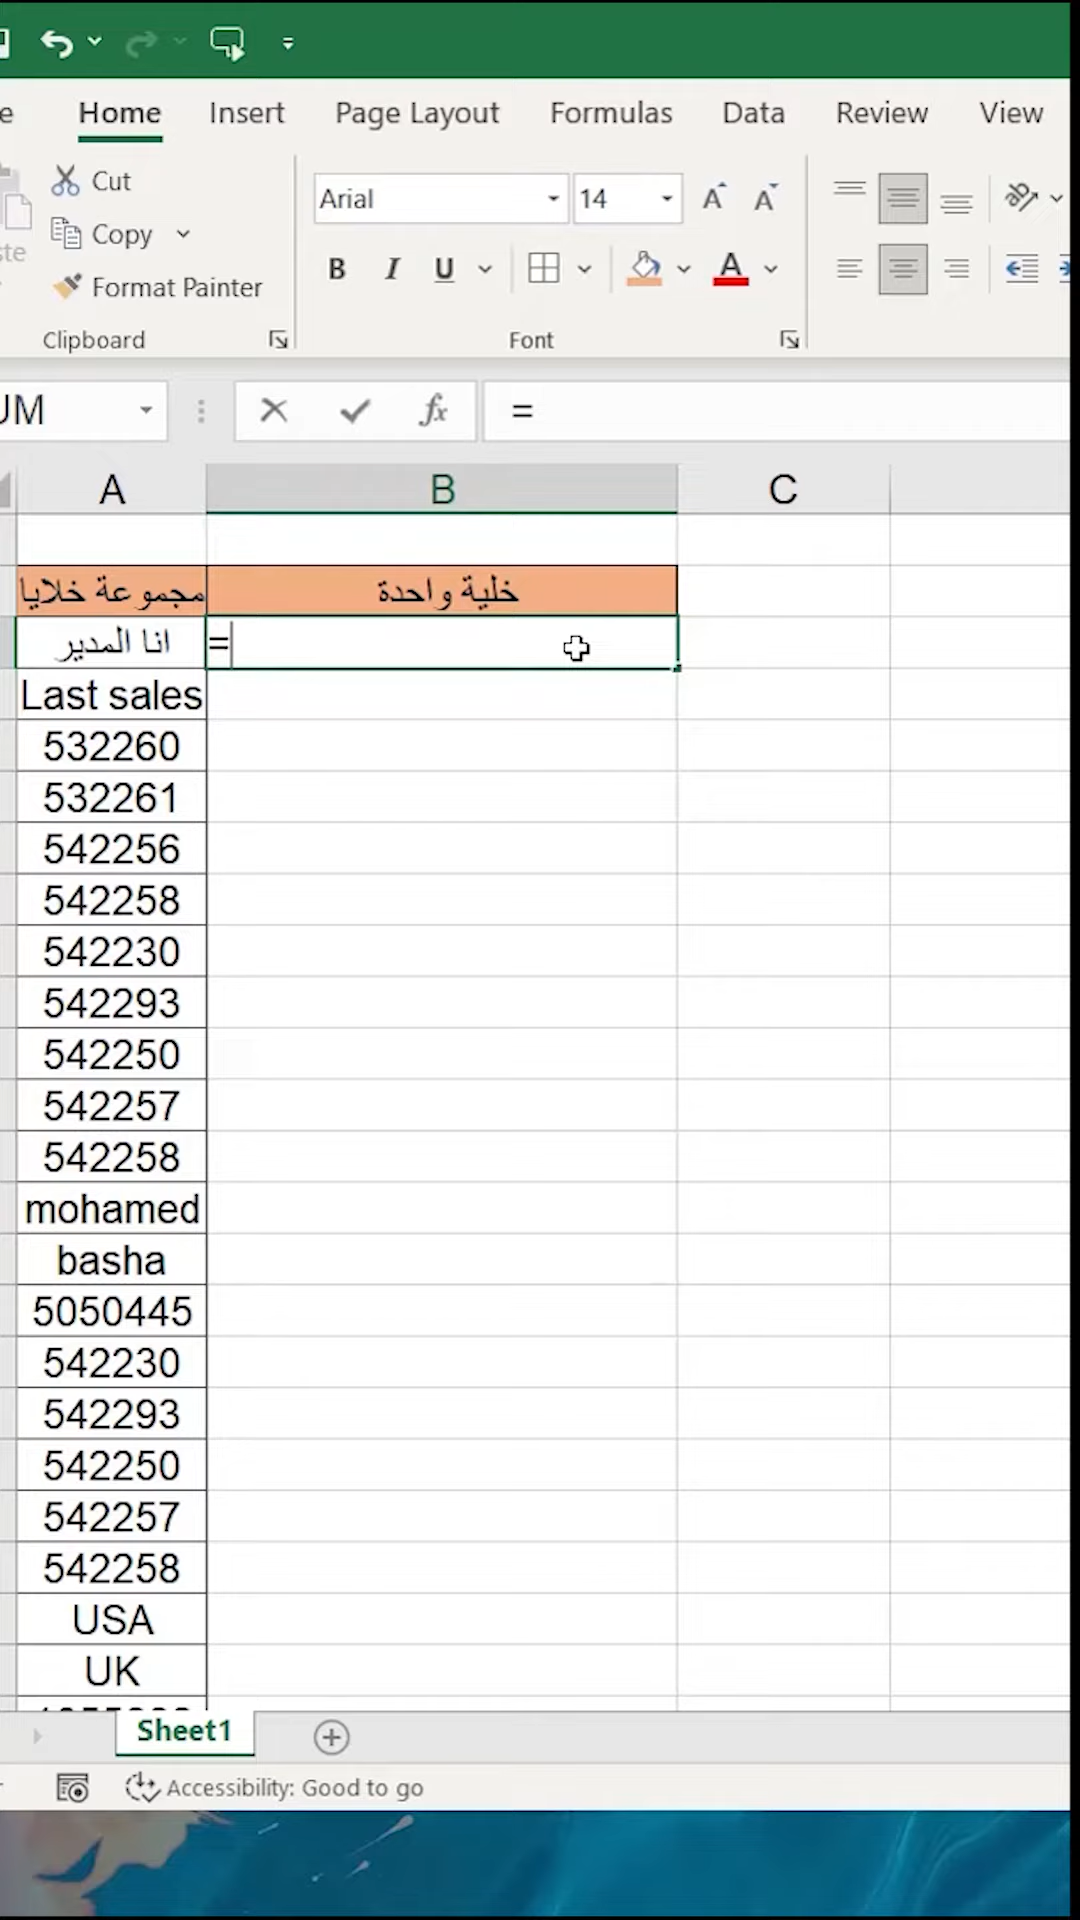 Home Insert Page Layout Formulas Data Review View
Cut
Arial 14
Copy
Format Painter
B I U A
Clipboard Font
UM fx =
A B C
مجموعة خلايا خلية واحدة
انا المدير =
Last sales
532260
532261
542256
542258
542230
542293
542250
542257
542258
mohamed
basha
5050445
542230
542293
542250
542257
542258
USA
UK
Sheet1
Accessibility: Good to go